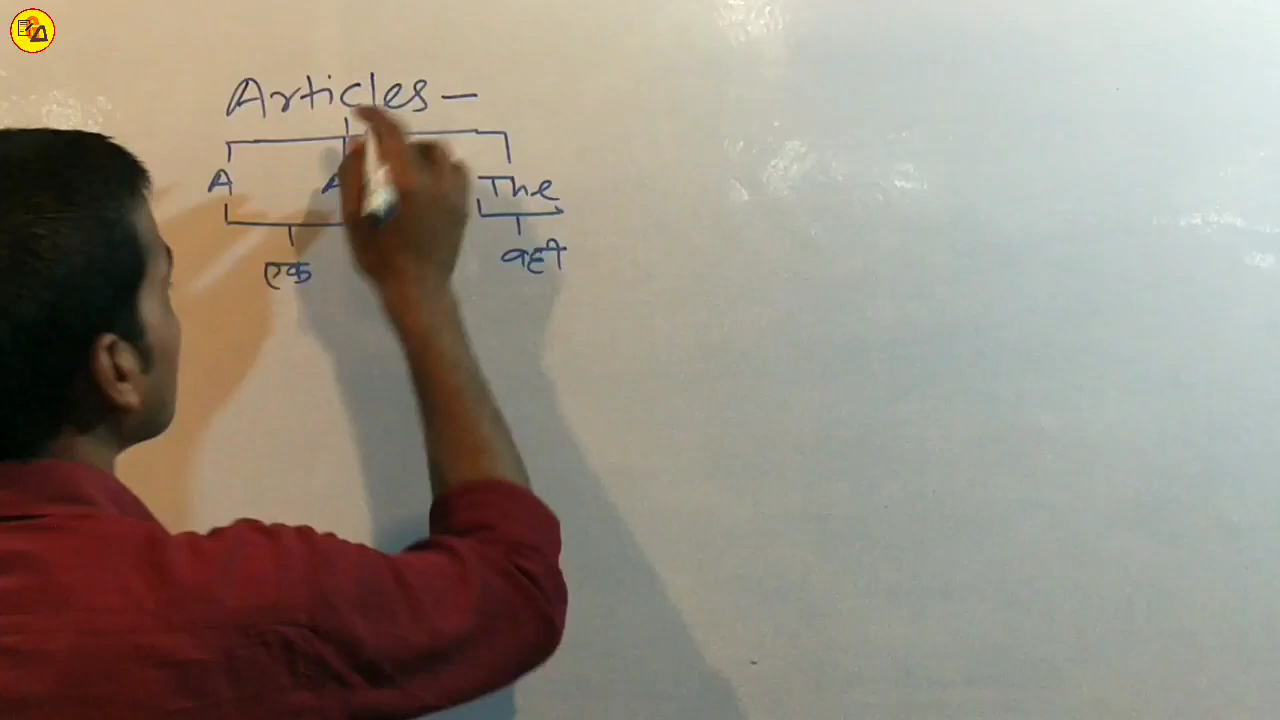 Articles –
A The
एक वही